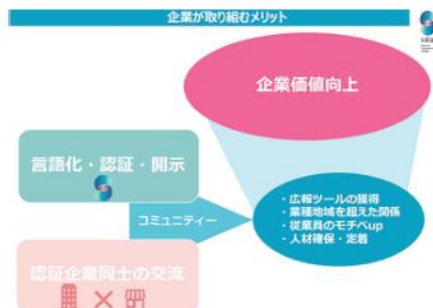 企業が取り組むメリット
企業価値向上
言語化・認証・開示
コミュニティー
・広報ツールの獲得
・業種地域を超えた関係
・従業員のモチベup
・人材確保・定着
認証企業同士の交流